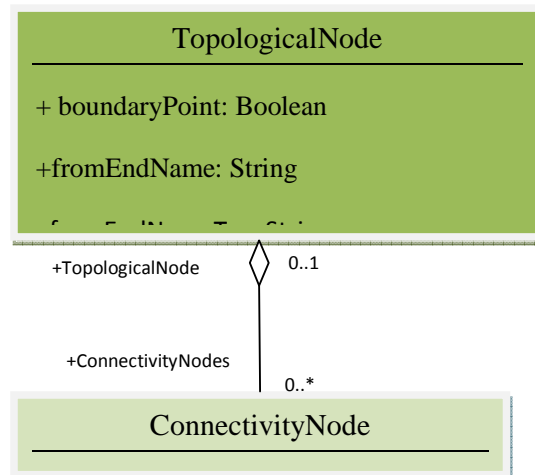 TopologicalNode
+ boundaryPoint: Boolean
+fromEndName: String
+TopologicalNode
0..1
+ConnectivityNodes
0..*
ConnectivityNode